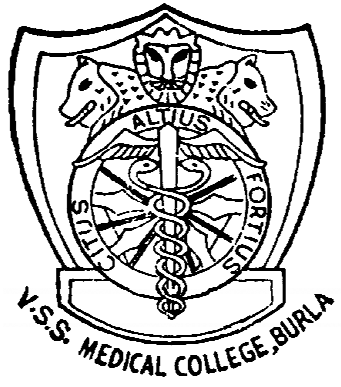 CITIUS
ALTIUS
FORTIUS
V.S.S. MEDICAL COLLEGE, BURLA